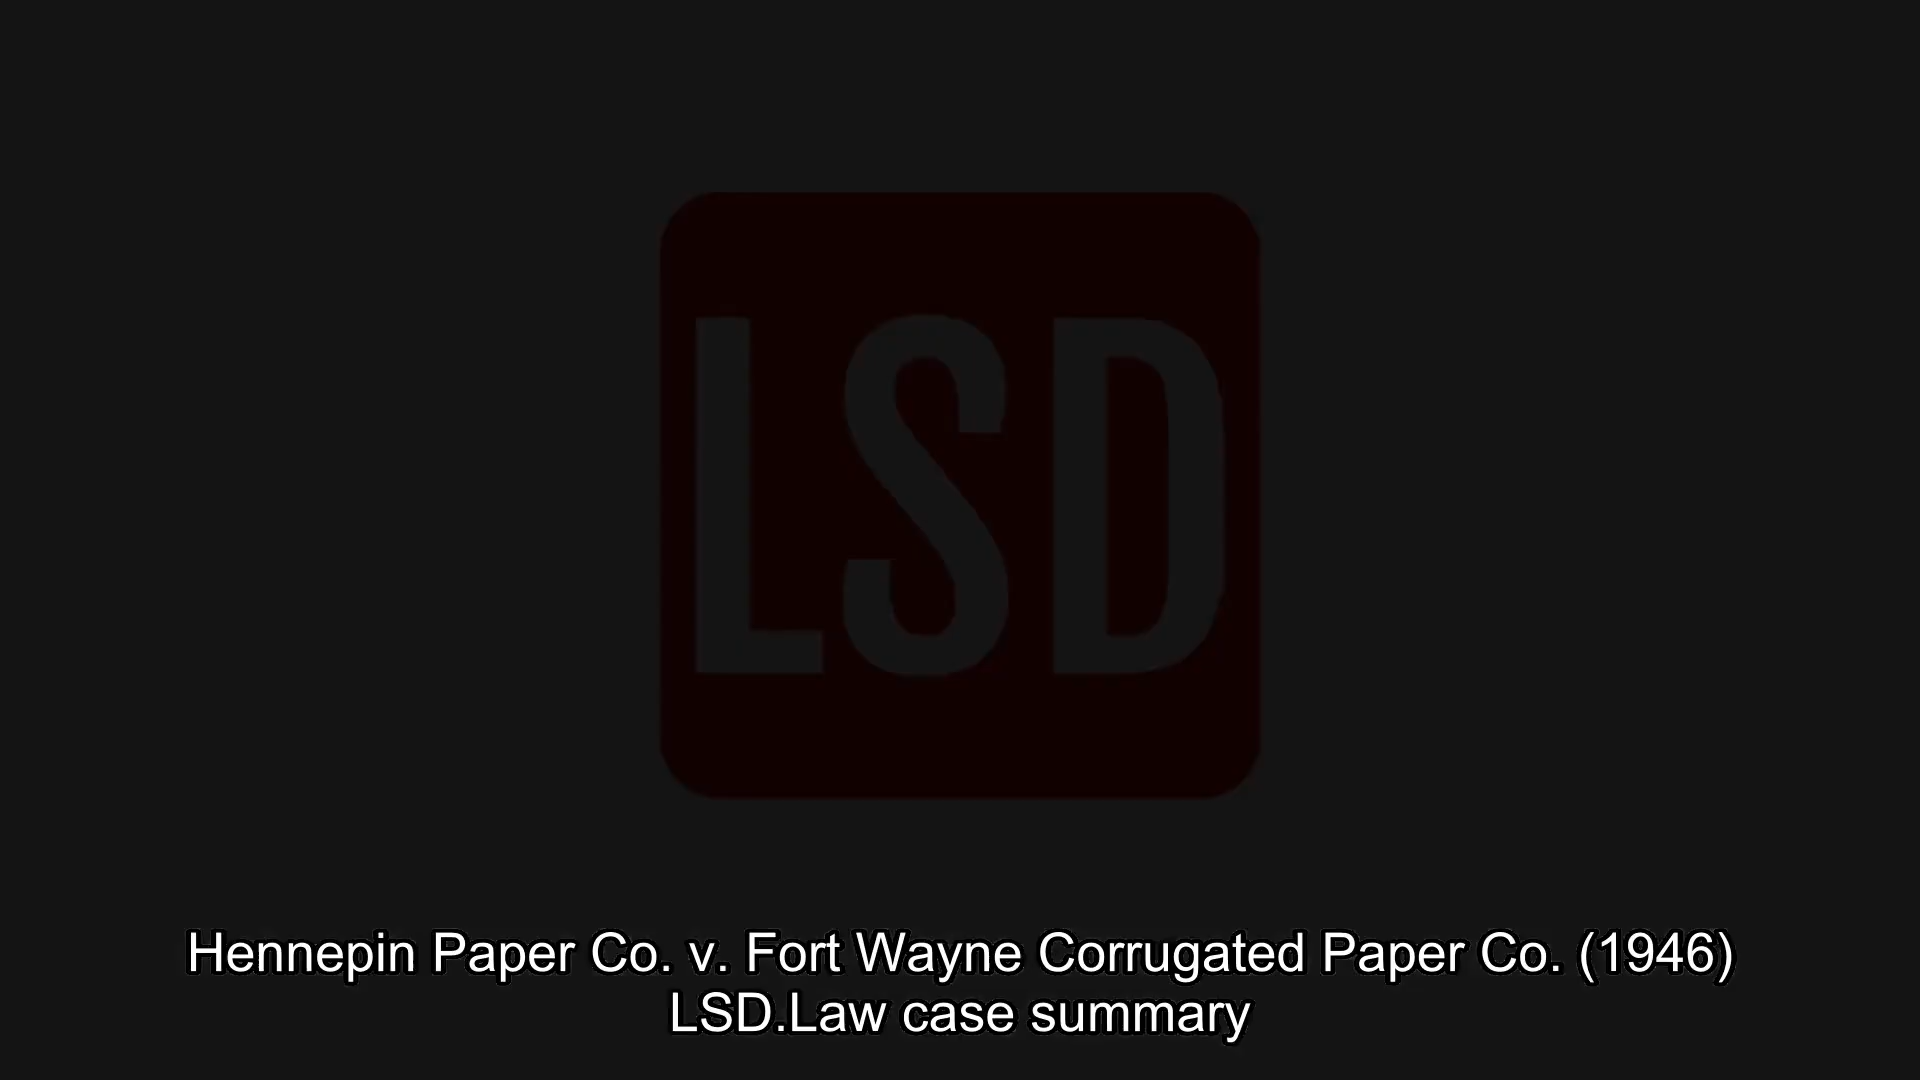 LSD
Hennepin Paper Co. v. Fort Wayne Corrugated Paper Co. (1946)
LSD.Law case summary